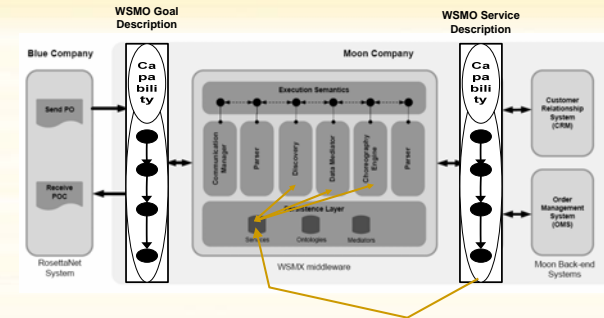 WSMO Goal
Description
WSMO Service
Description
Blue Company
Moon Company
Ca
pa
bili
ty
Ca
pa
bili
ty
Send PO
Receive
POC
RosettaNet
System
Execution Semantics
Communication
Manager
Parser
Discovery
Data Mediator
Choreography
Engine
Parser
Persistence Layer
Services
Ontologies
Mediators
WSMX middleware
Customer
Relationship
System
(CRM)
Order
Management
System
(OMS)
Moon Back-end
Systems